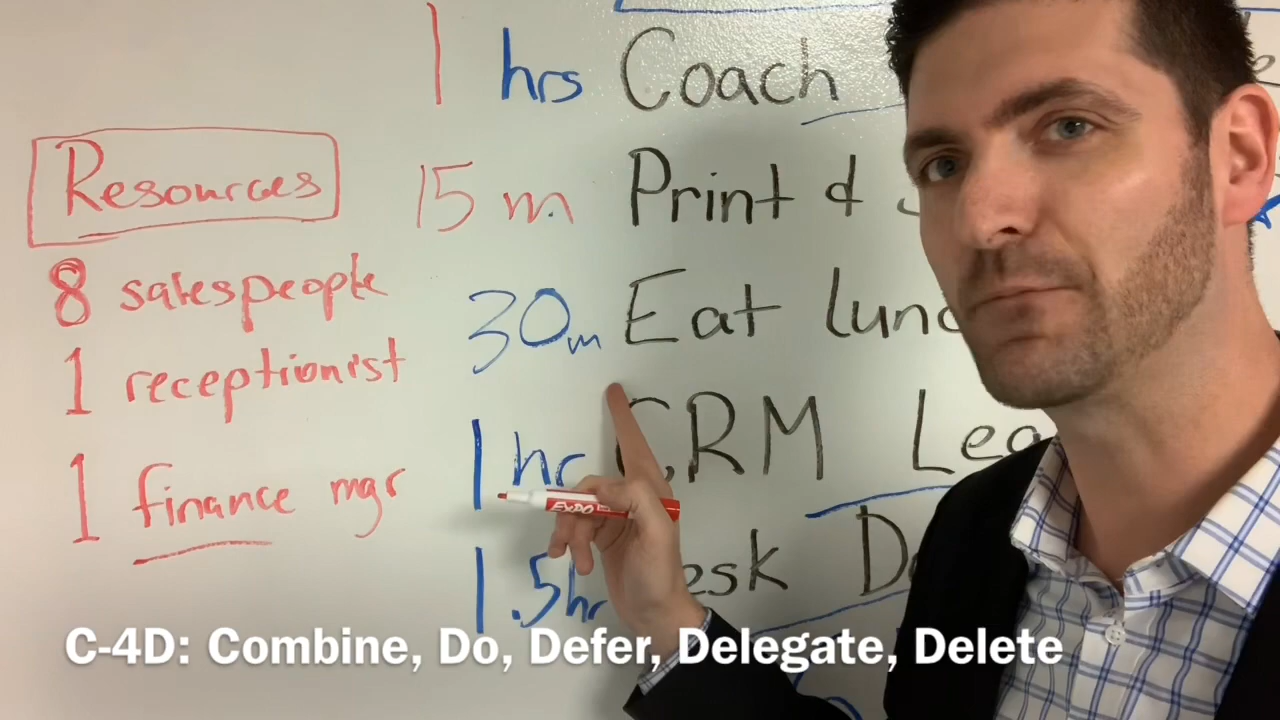 1 hrs Coach
15 m Print &
30m Eat lunc
1 hr CRM Lea
1.5hr esk D
Resources
8 salespeople
1 receptionist
1 finance mgr
EXPO
C-4D: Combine, Do, Defer, Delegate, Delete